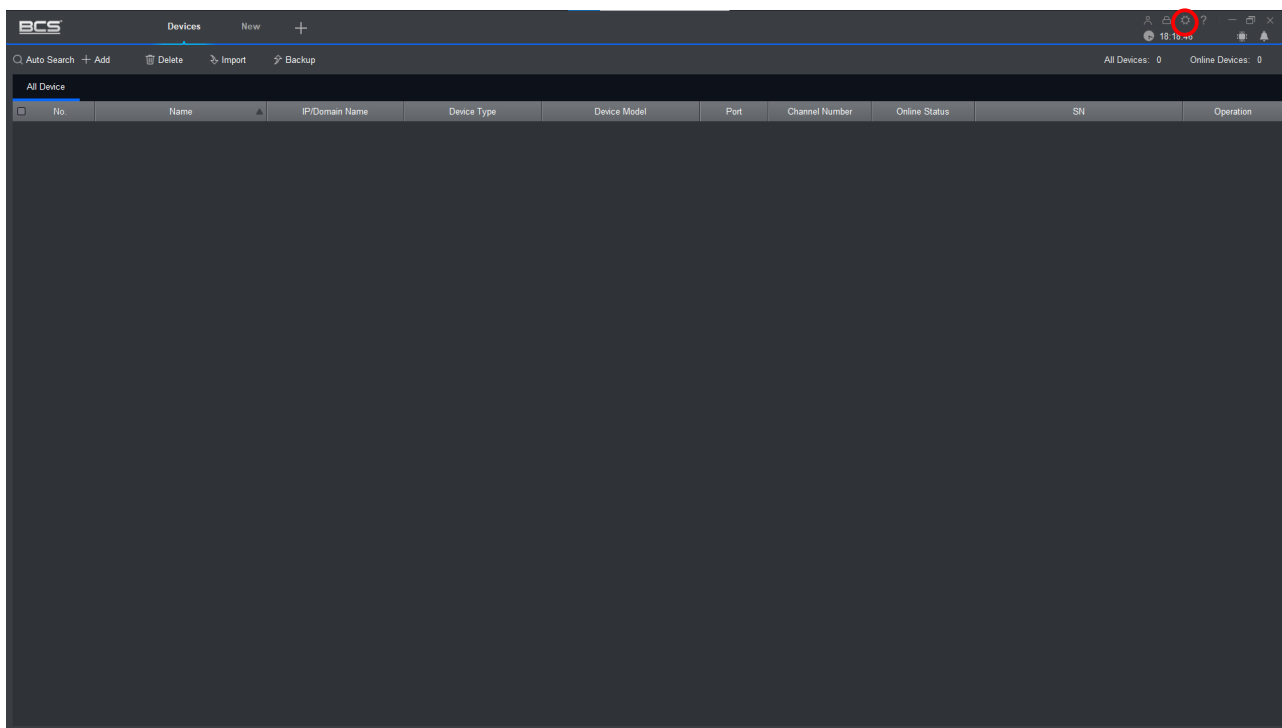 BCS Devices New
18:18:46
Auto Search Add Delete Import Backup All Devices: 0 Online Devices: 0
All Device
No. Name IP/Domain Name Device Type Device Model Port Channel Number Online Status SN Operation